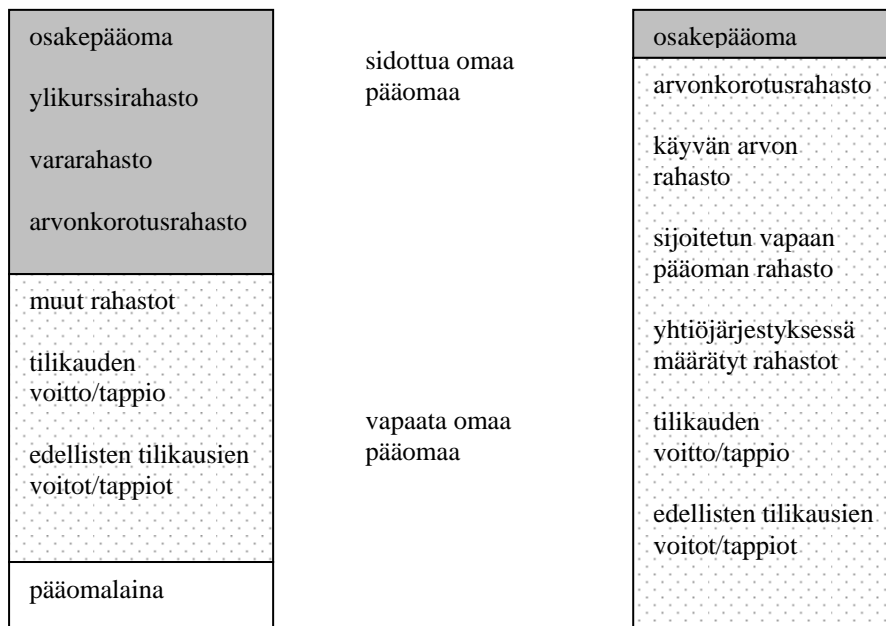 osakepääoma
ylikurssirahasto
vararahasto
arvonkorotusrahasto
muut rahastot
tilikauden
voitto/tappio
edellisten tilikausien
voitot/tappiot
pääomalaina
sidottua omaa
pääomaa
vapaata omaa
pääomaa
osakepääoma
arvonkorotusrahasto
käyvän arvon
rahasto
sijoitetun vapaan
pääoman rahasto
yhtiöjärjestyksessä
määrätyt rahastot
tilikauden
voitto/tappio
edellisten tilikausien
voitot/tappiot